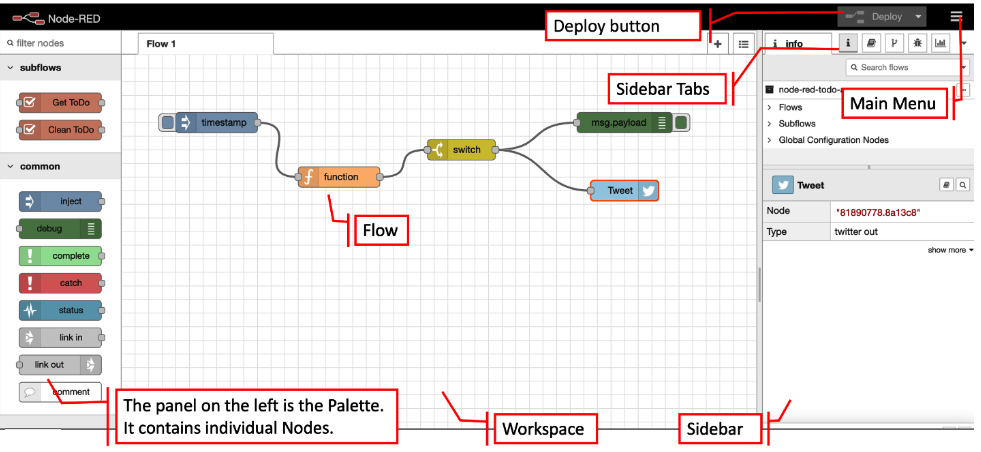 Node-RED
Deploy button
Deploy
filter nodes
Flow 1
i info
Search flows
subflows
Sidebar Tabs
node-red-todo-
Main Menu
Get ToDo
Flows
Clean ToDo
timestamp
msg.payload
Subflows
switch
Global Configuration Nodes
common
function
Tweet
Tweet
inject
Node "81890778.8a13c8"
debug
Flow
Type twitter out
complete
show more
catch
status
link in
link out
comment
The panel on the left is the Palette.
It contains individual Nodes.
Workspace
Sidebar